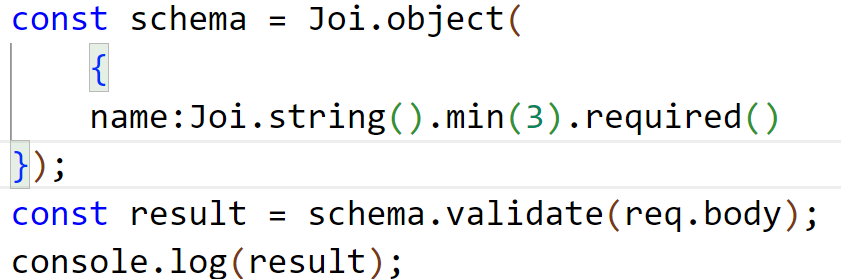 const schema = Joi.object(
{
name:Joi.string().min(3).required()
});
const result = schema.validate(req.body);
console.log(result);